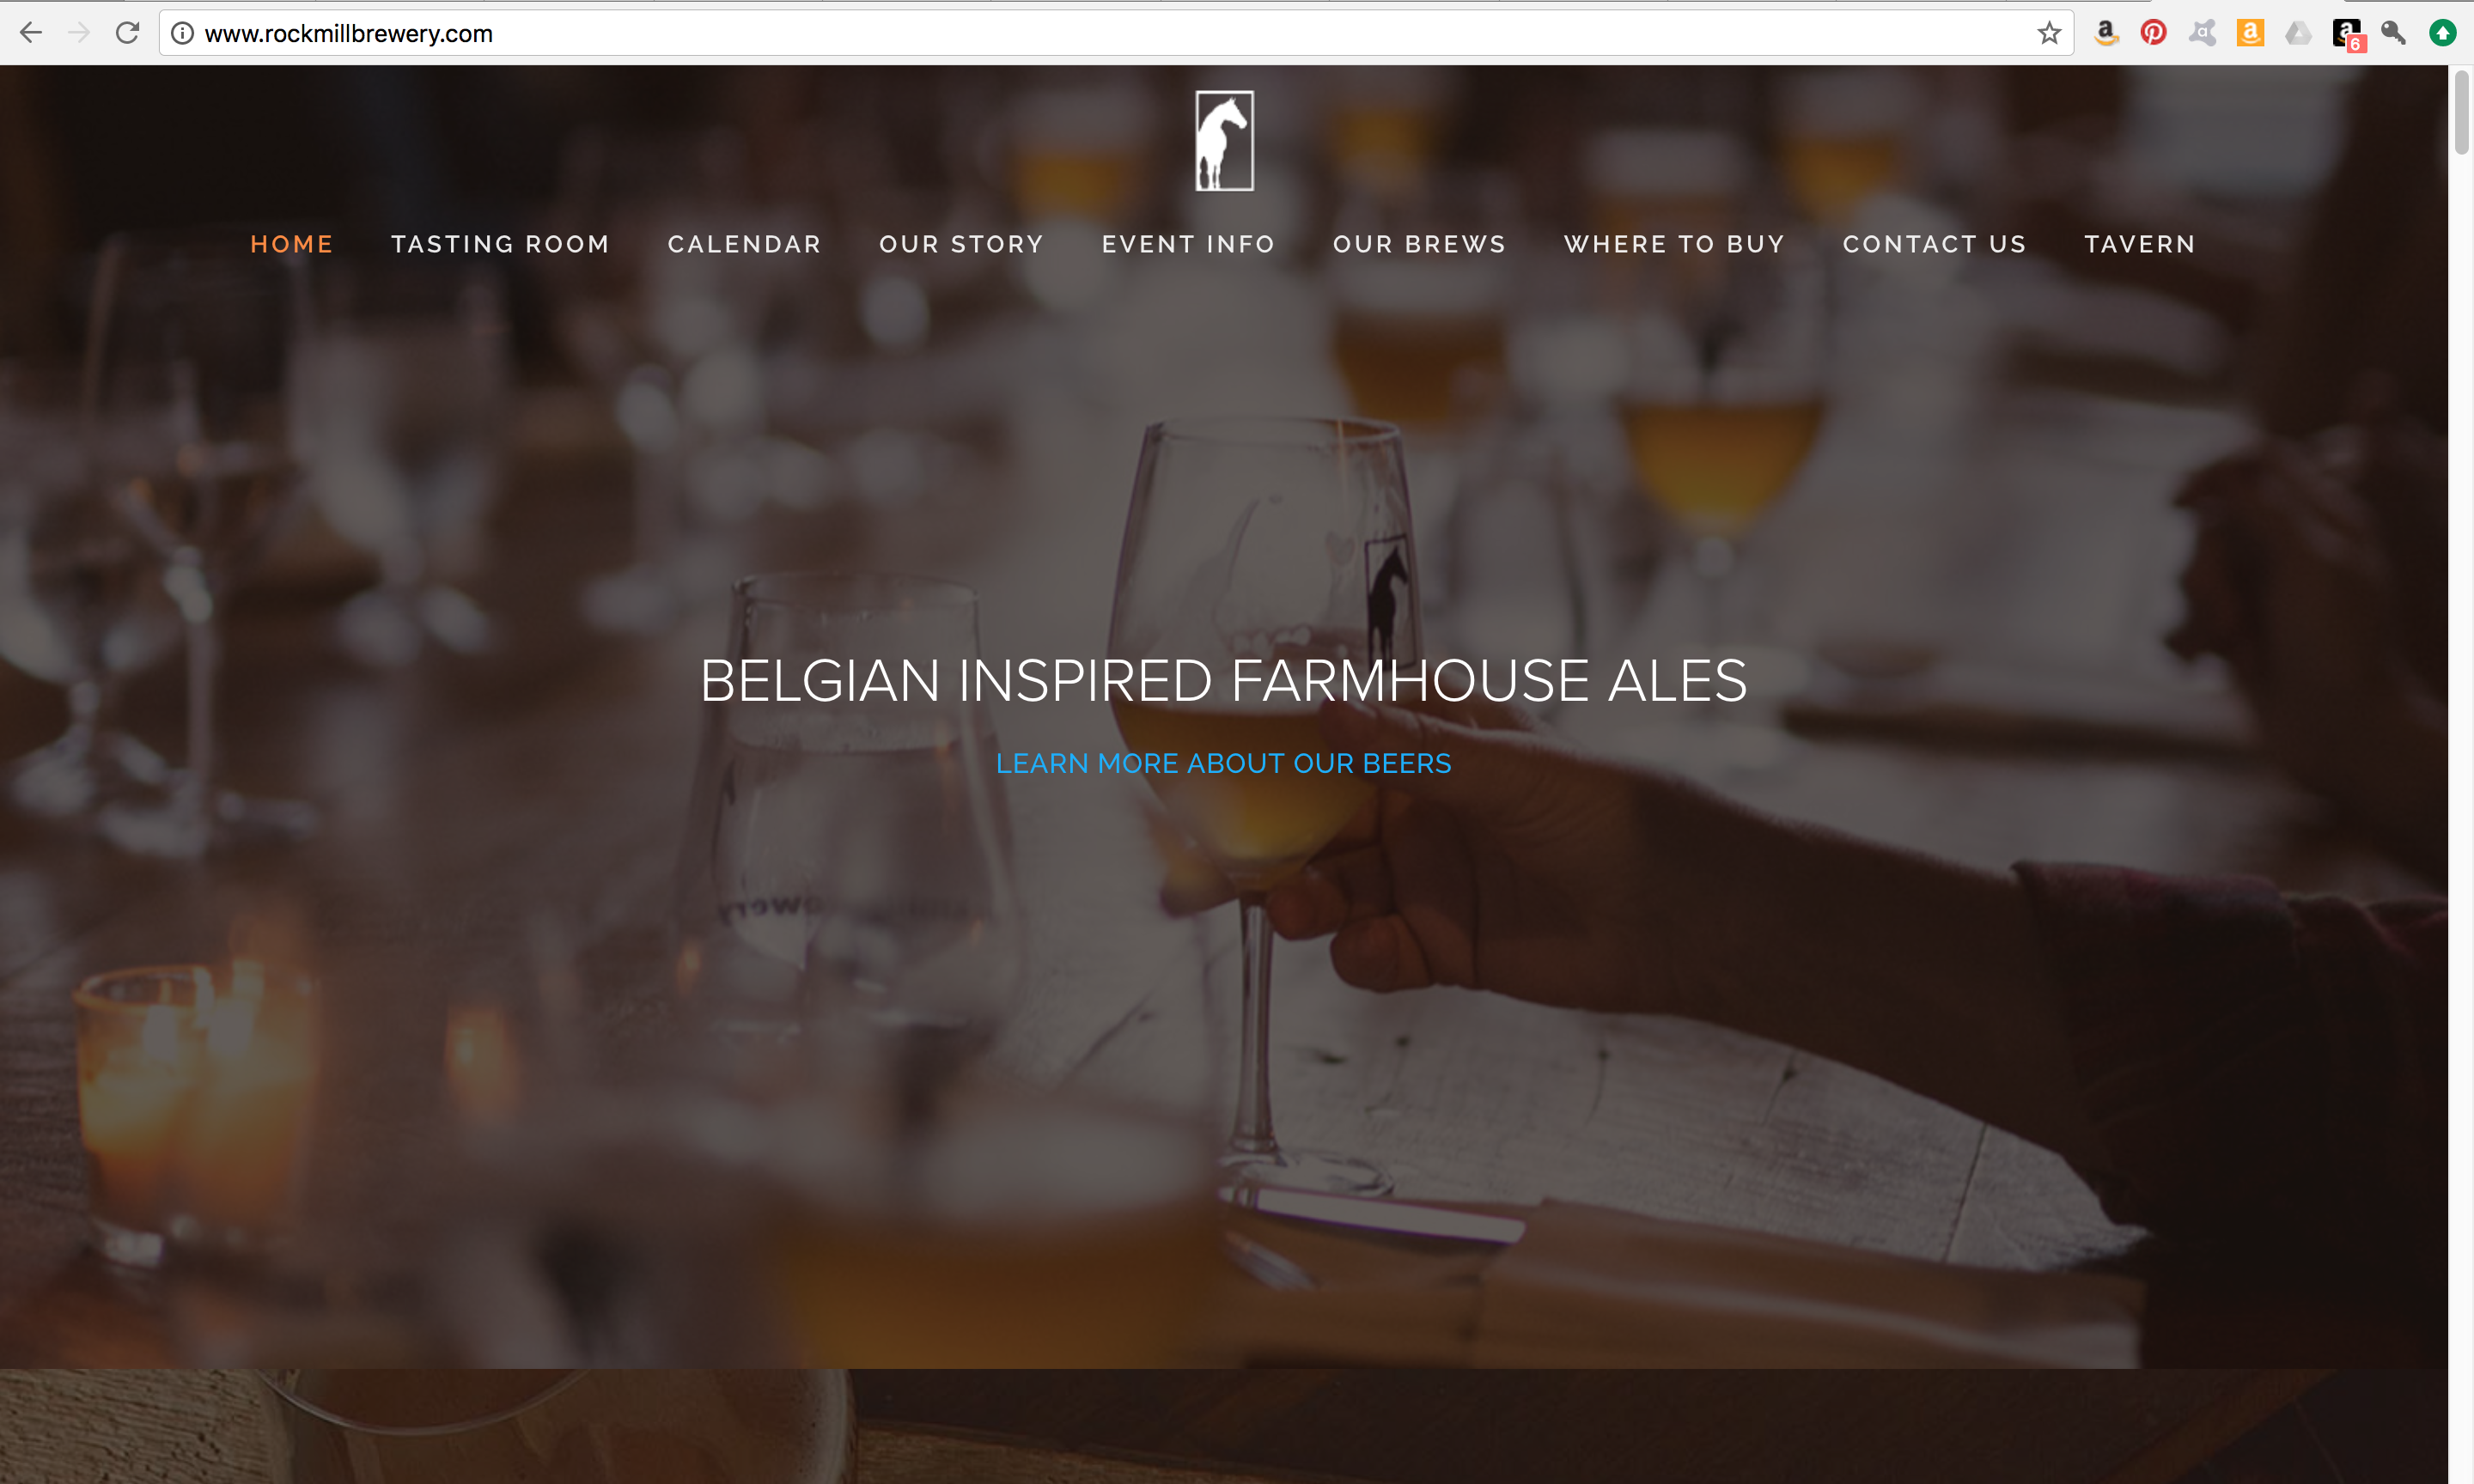 www.rockmillbrewery.com
6
HOME TASTING ROOM CALENDAR OUR STORY EVENT INFO OUR BREWS WHERE TO BUY CONTACT US TAVERN
BELGIAN INSPIRED FARMHOUSE ALES
LEARN MORE ABOUT OUR BEERS